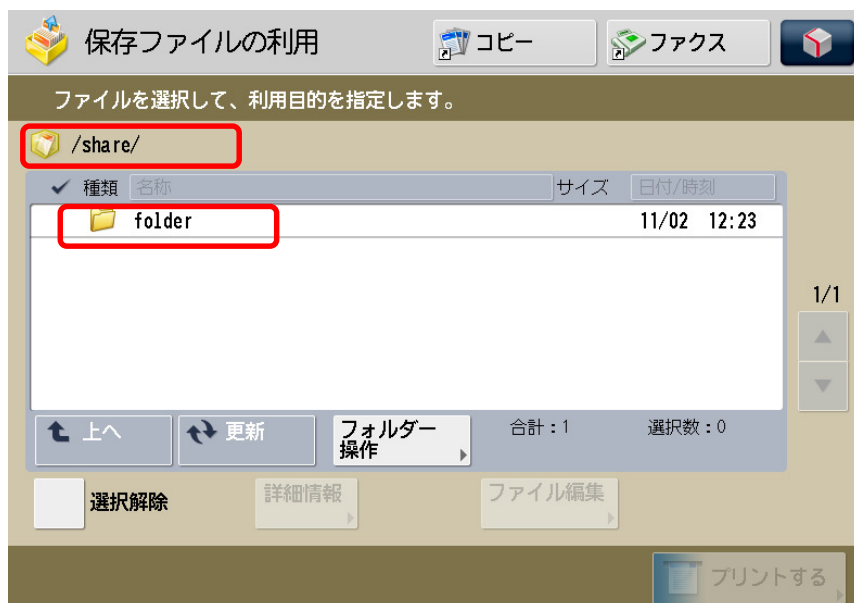 保存ファイルの利用
コピー
ファクス
ファイルを選択して、利用目的を指定します。
/share/
種類 名称 サイズ 日付/時刻
folder 11/02 12:23
1/1
上へ 更新 フォルダー
操作
合計:1 選択数:0
選択解除 詳細情報 ファイル編集
プリントする